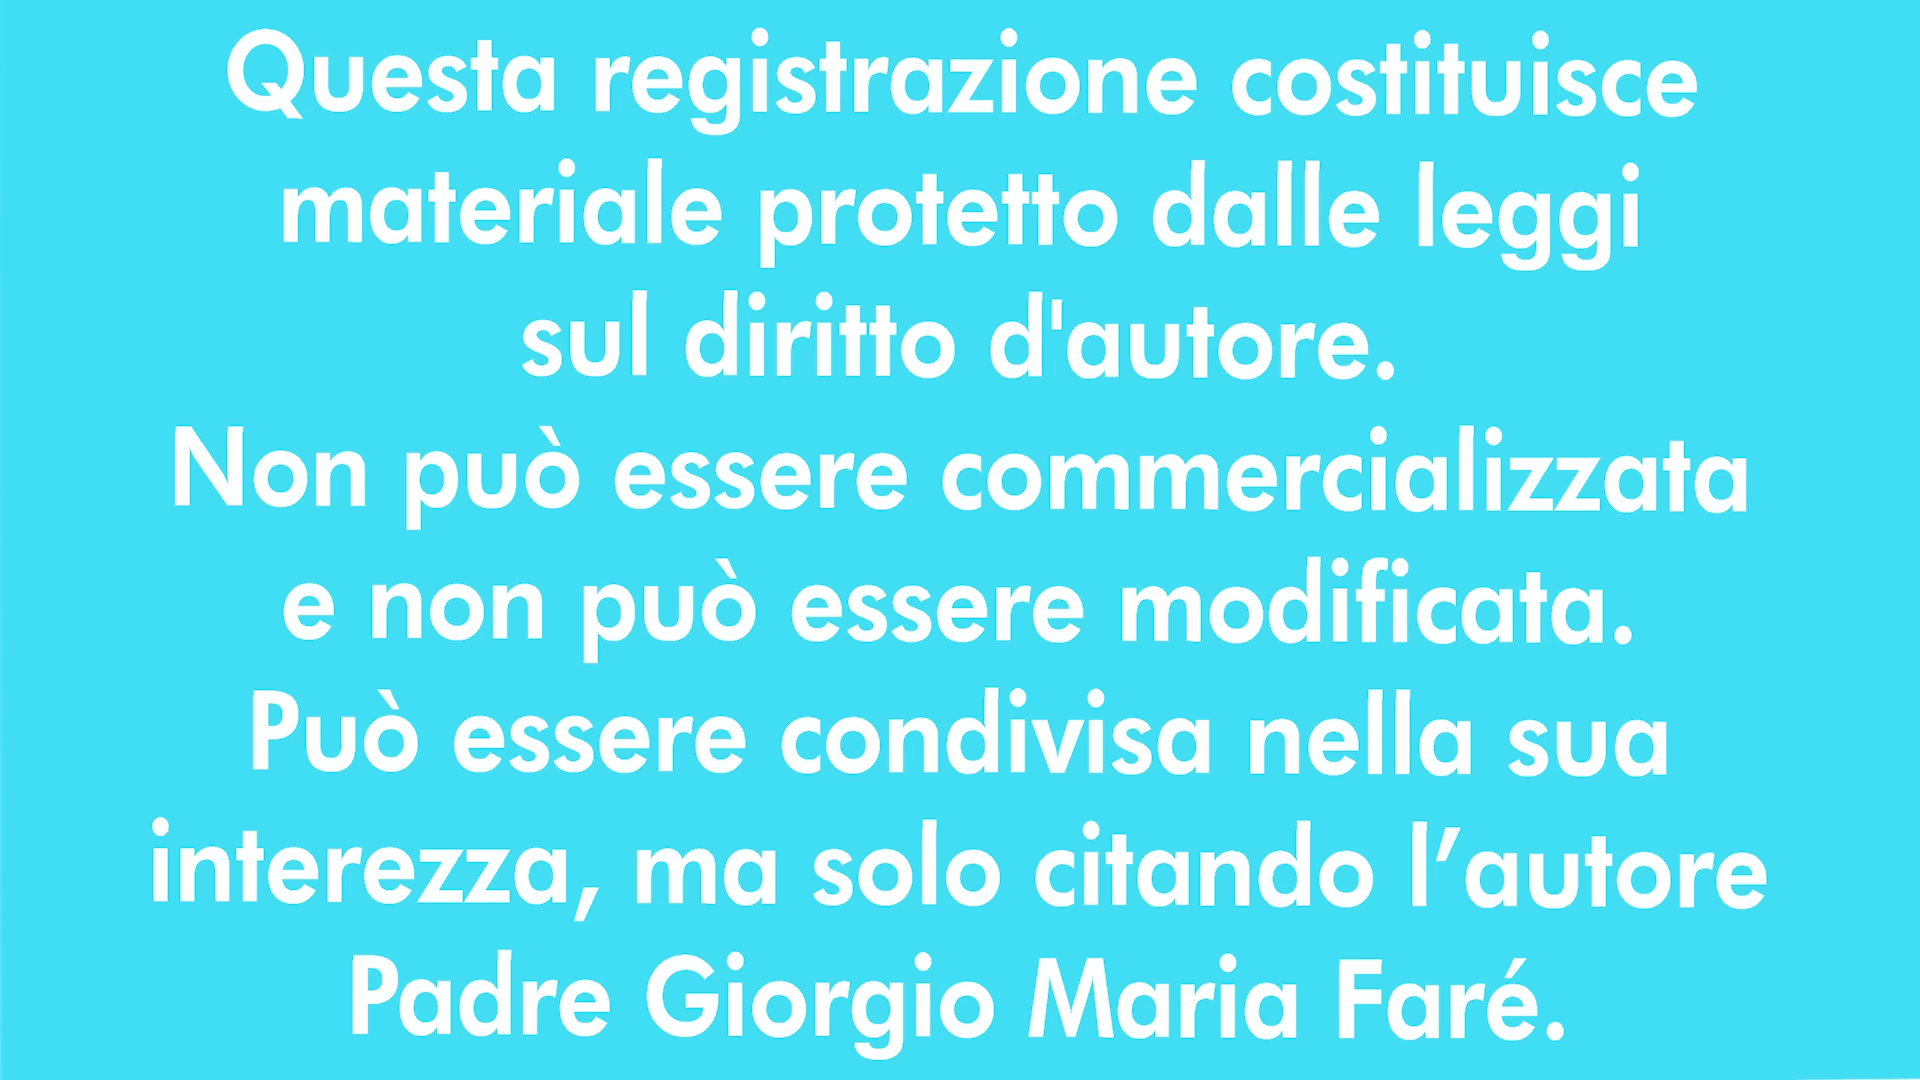 Questa registrazione costituisce
materiale protetto dalle leggi
sul diritto d'autore.
Non può essere commercializzata
e non può essere modificata.
Può essere condivisa nella sua
interezza, ma solo citando l’autore
Padre Giorgio Maria Faré.